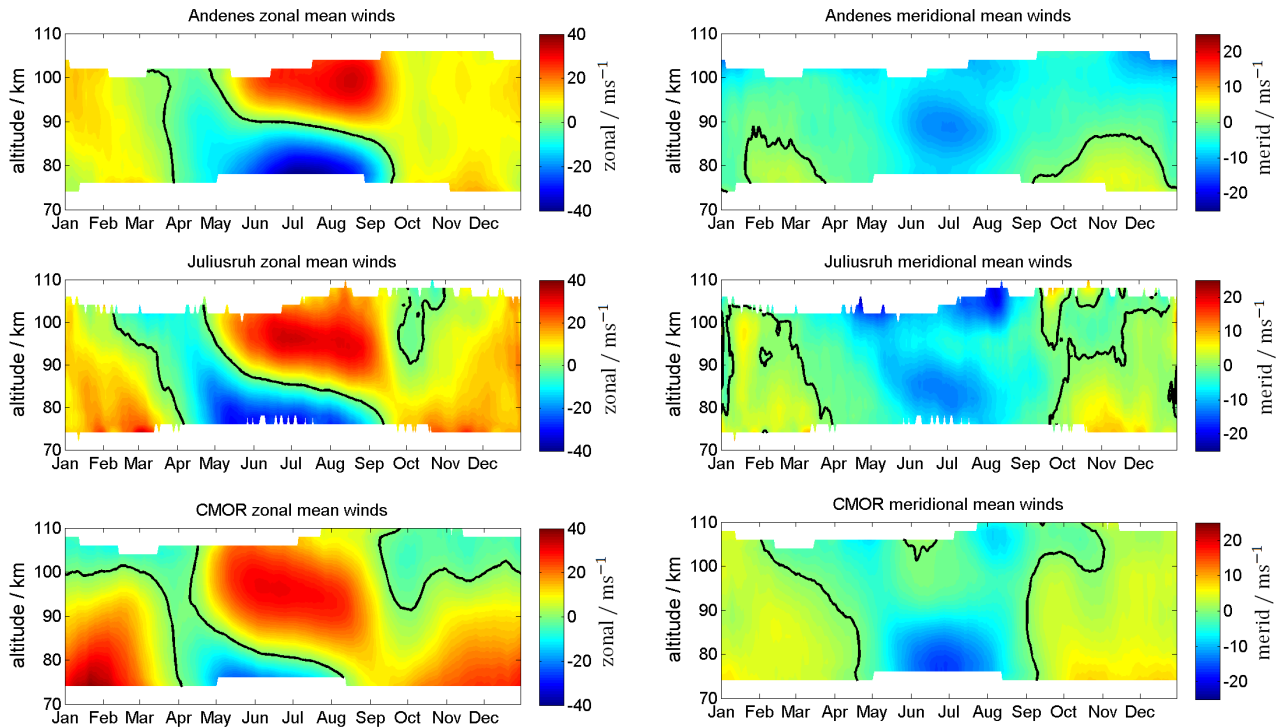 Andenes zonal mean winds
110
100
90
80
70
altitude / km
Jan Feb Mar Apr May Jun Jul Aug Sep Oct Nov Dec
40
20
0
-20
-40
zonal / ms⁻¹
Andenes meridional mean winds
110
100
90
80
70
altitude / km
Jan Feb Mar Apr May Jun Jul Aug Sep Oct Nov Dec
20
10
0
-10
-20
merid / ms⁻¹
Juliusruh zonal mean winds
110
100
90
80
70
altitude / km
Jan Feb Mar Apr May Jun Jul Aug Sep Oct Nov Dec
40
20
0
-20
-40
zonal / ms⁻¹
Juliusruh meridional mean winds
110
100
90
80
70
altitude / km
Jan Feb Mar Apr May Jun Jul Aug Sep Oct Nov Dec
20
10
0
-10
-20
merid / ms⁻¹
CMOR zonal mean winds
110
100
90
80
70
altitude / km
Jan Feb Mar Apr May Jun Jul Aug Sep Oct Nov Dec
40
20
0
-20
-40
zonal / ms⁻¹
CMOR meridional mean winds
110
100
90
80
70
altitude / km
Jan Feb Mar Apr May Jun Jul Aug Sep Oct Nov Dec
20
10
0
-10
-20
merid / ms⁻¹